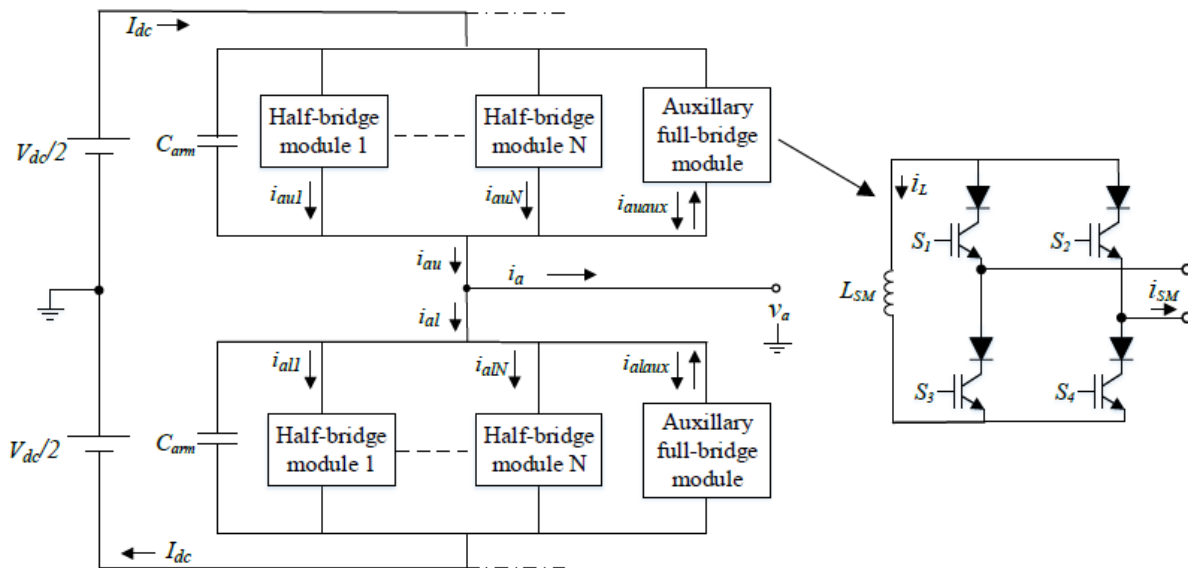 I_dc
Half-bridge
module 1
Half-bridge
module N
Auxillary
full-bridge
module
C_arm
V_dc/2
i_au1
i_auN
i_auaux
i_L
S_1
S_2
i_au
i_a
L_SM
i_SM
v_a
i_al
i_al1
i_alN
i_alaux
S_3
S_4
C_arm
V_dc/2
Half-bridge
module 1
Half-bridge
module N
Auxillary
full-bridge
module
I_dc